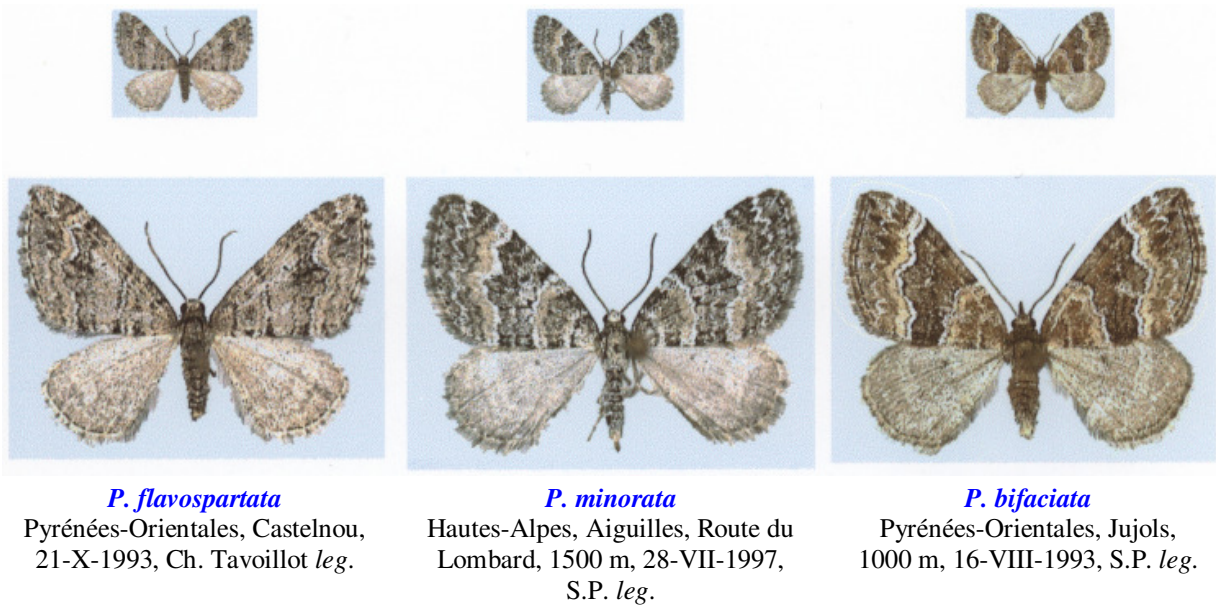 P. flavospartata
Pyrénées-Orientales, Castelnou,
21-X-1993, Ch. Tavoillot leg.
P. minorata
Hautes-Alpes, Aiguilles, Route du
Lombard, 1500 m, 28-VII-1997,
S.P. leg.
P. bifaciata
Pyrénées-Orientales, Jujols,
1000 m, 16-VIII-1993, S.P. leg.